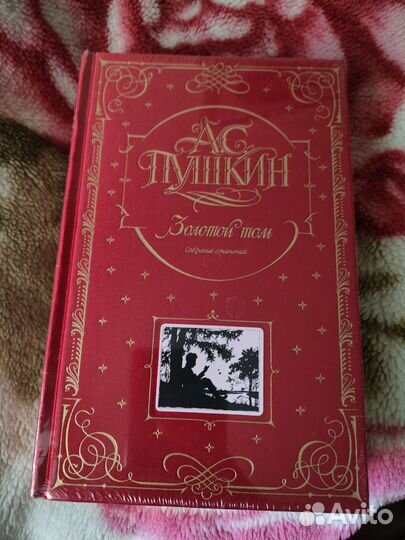 А.С.
ПУШКИН
Золотой том
Собрание сочинений
Avito